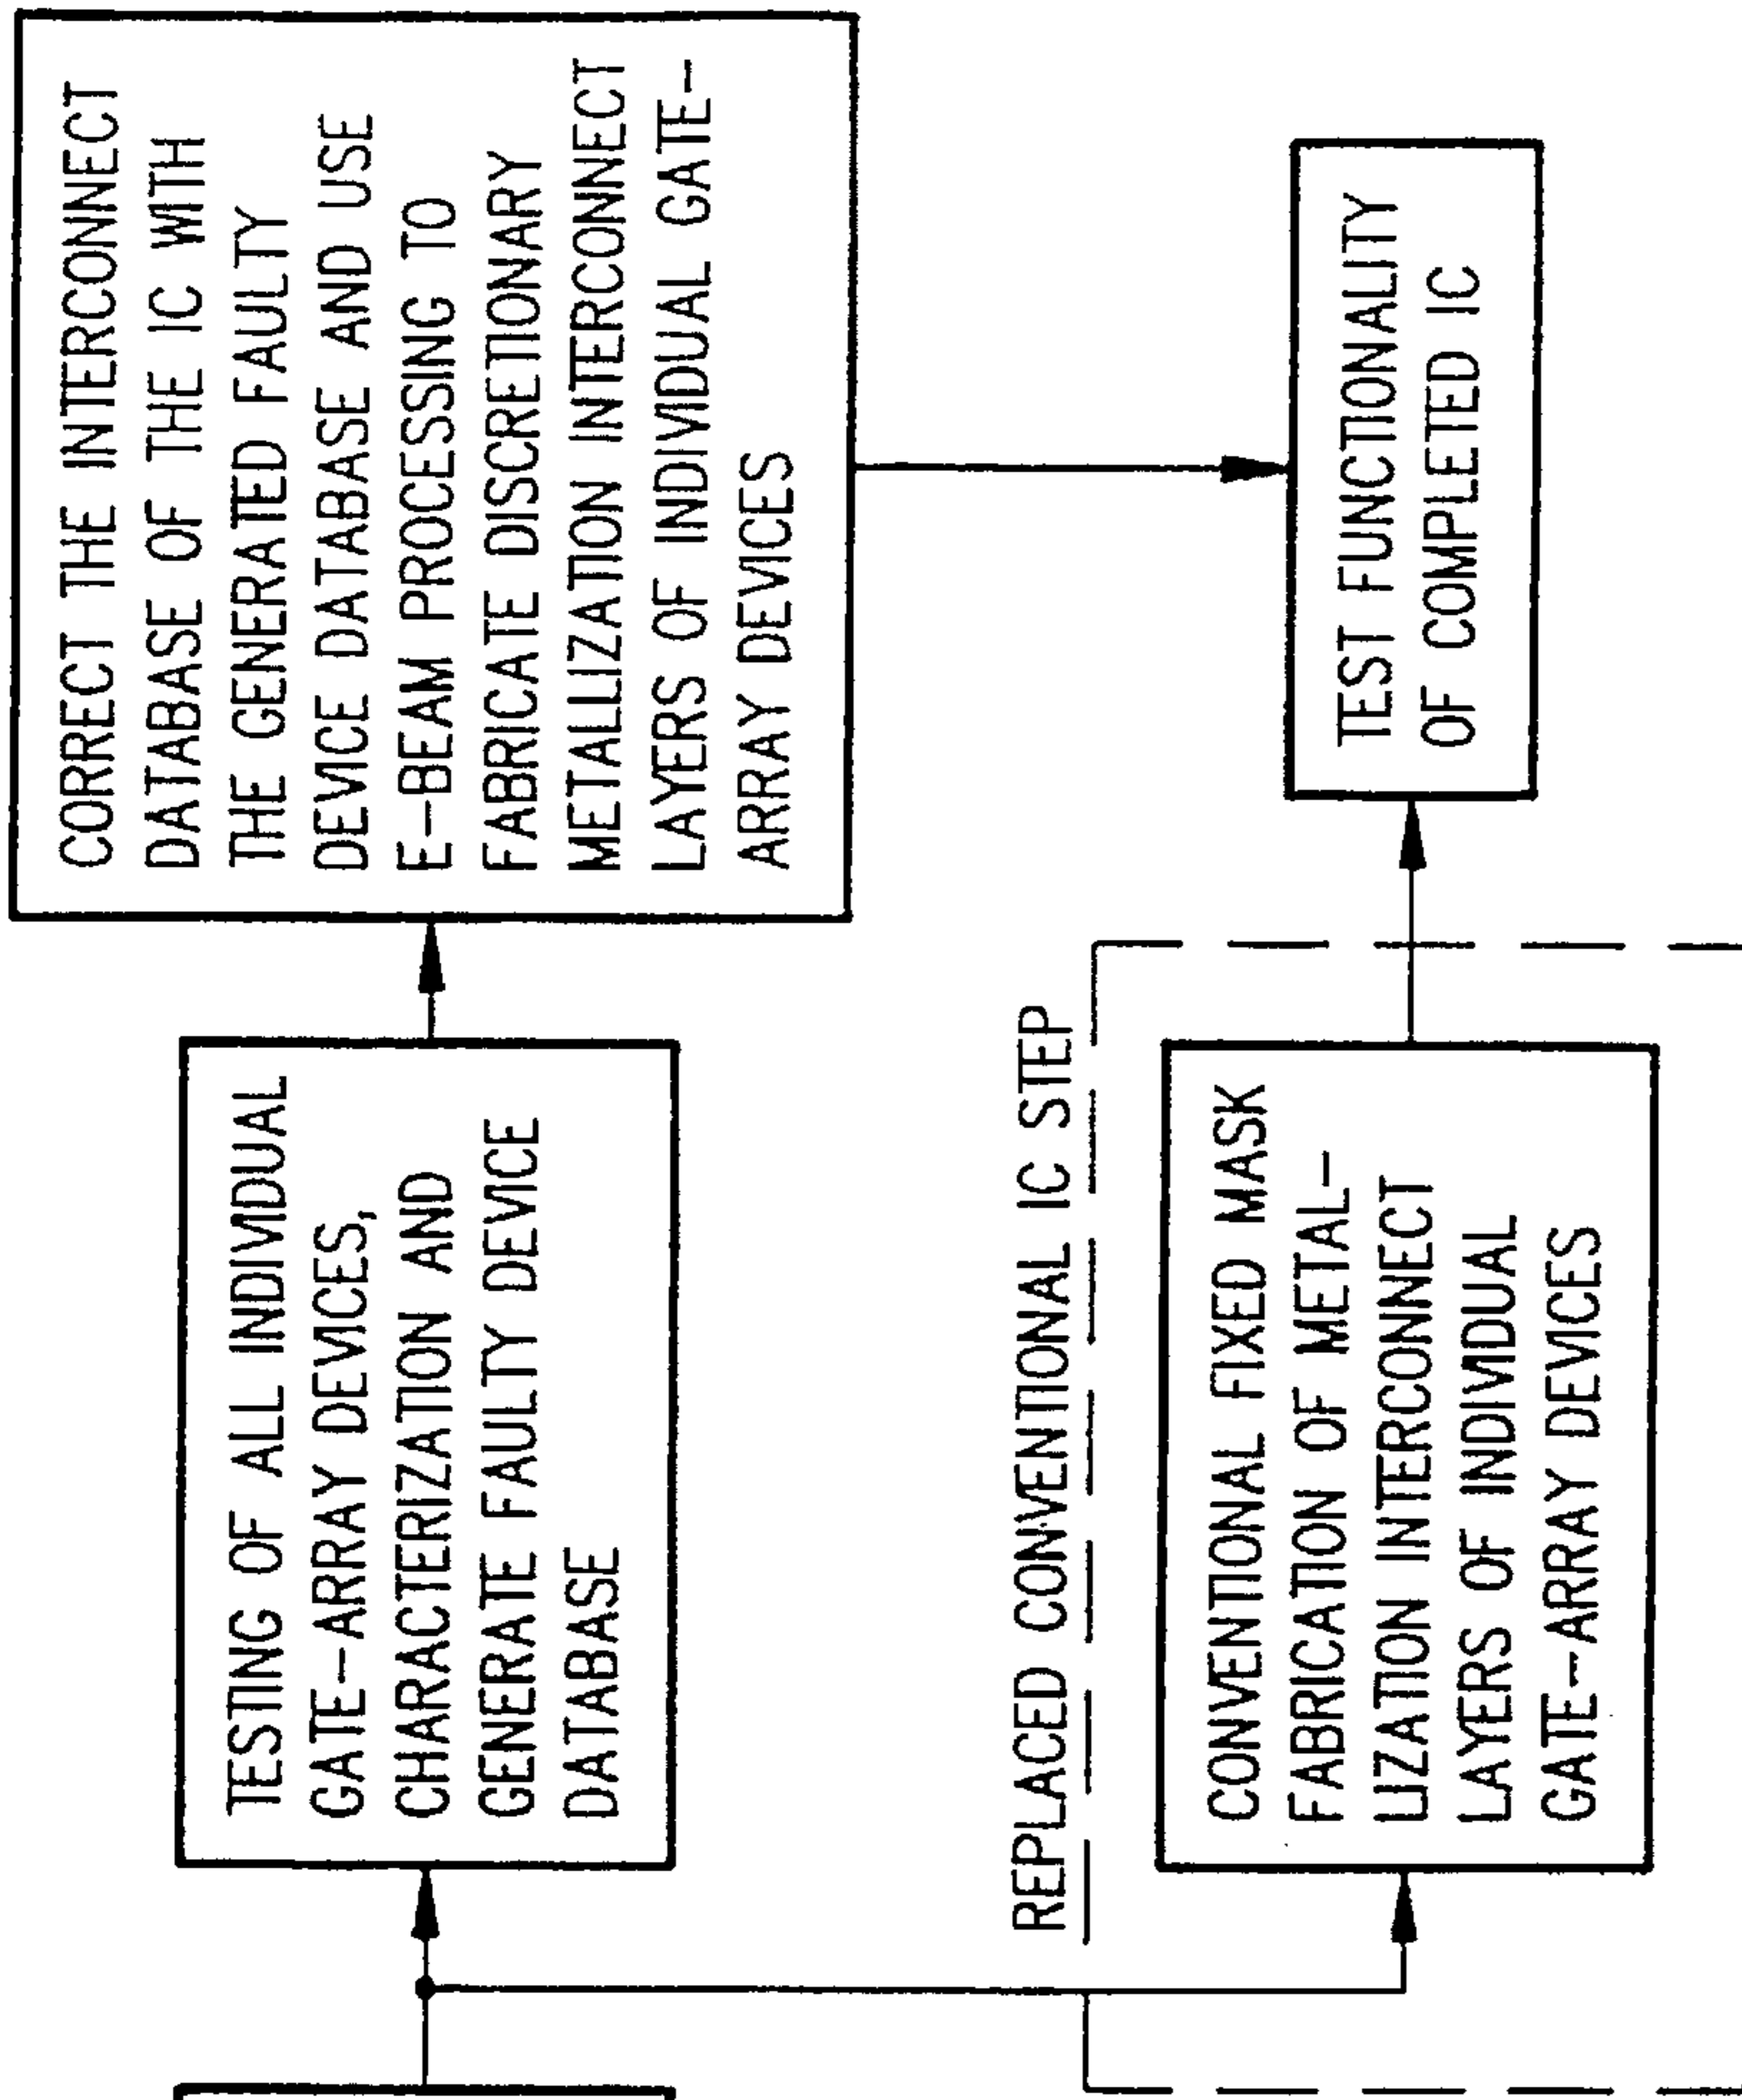 TESTING OF ALL INDIVIDUAL
GATE-ARRAY DEVICES,
CHARACTERIZATION AND
GENERATE FAULTY DEVICE
DATABASE
CORRECT THE INTERCONNECT
DATABASE OF THE IC WITH
THE GENERATED FAULTY
DEVICE DATABASE AND USE
E-BEAM PROCESSING TO
FABRICATE DISCRETIONARY
METALLIZATION INTERCONNECT
LAYERS OF INDIVIDUAL GATE-
ARRAY DEVICES
REPLACED CONVENTIONAL IC STEP
CONVENTIONAL FIXED MASK
FABRICATION OF METAL-
LIZATION INTERCONNECT
LAYERS OF INDIVIDUAL
GATE-ARRAY DEVICES
TEST FUNCTIONALITY
OF COMPLETED IC